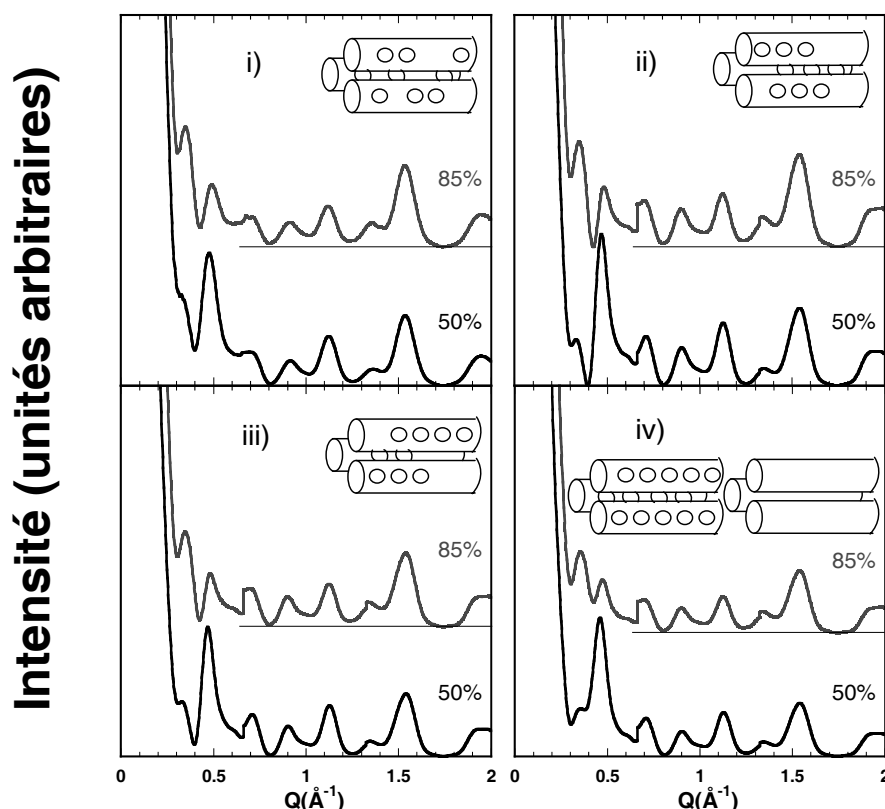 Intensité (unités arbitraires)
i)
85%
50%
ii)
85%
50%
iii)
85%
50%
iv)
85%
50%
0 0.5 1 1.5 2
Q(Å⁻¹)
0 0.5 1 1.5 2
Q(Å⁻¹)